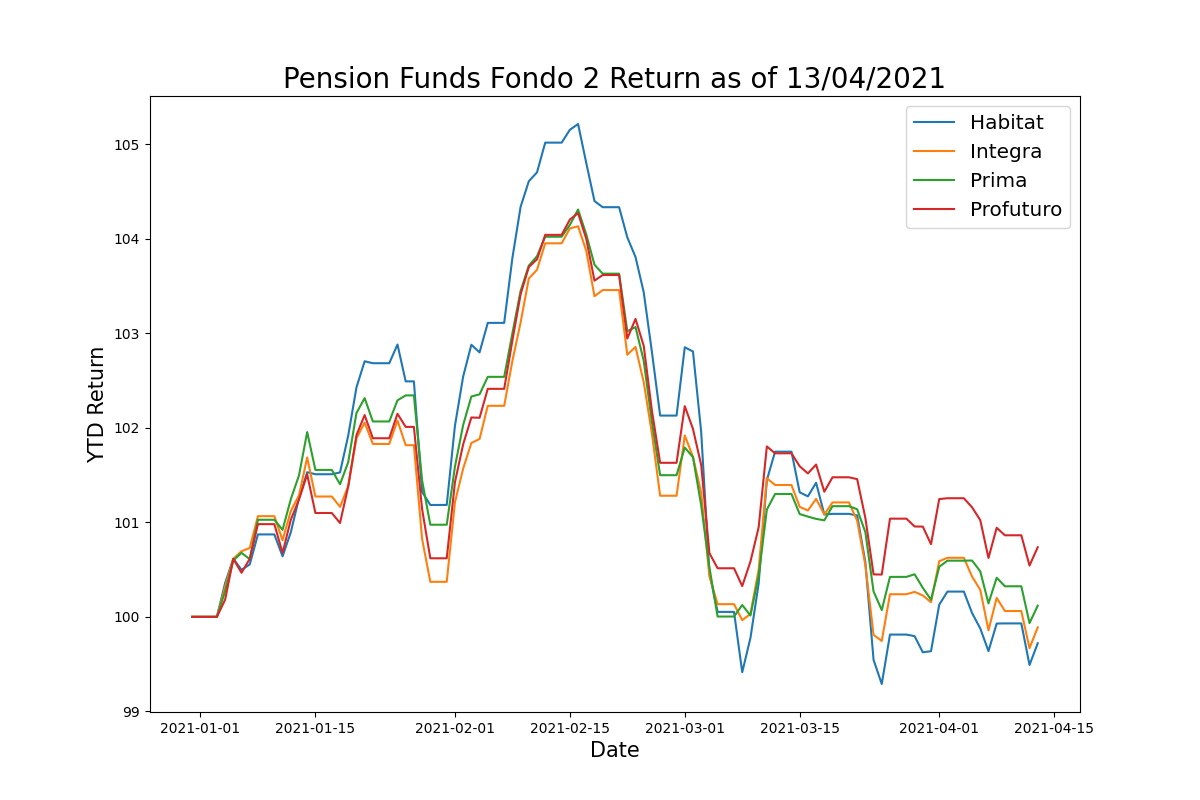 Pension Funds Fondo 2 Return as of 13/04/2021
Habitat
Integra
Prima
Profuturo
YTD Return
105
104
103
102
101
100
99
2021-01-01 2021-01-15 2021-02-01 2021-02-15 2021-03-01 2021-03-15 2021-04-01 2021-04-15
Date